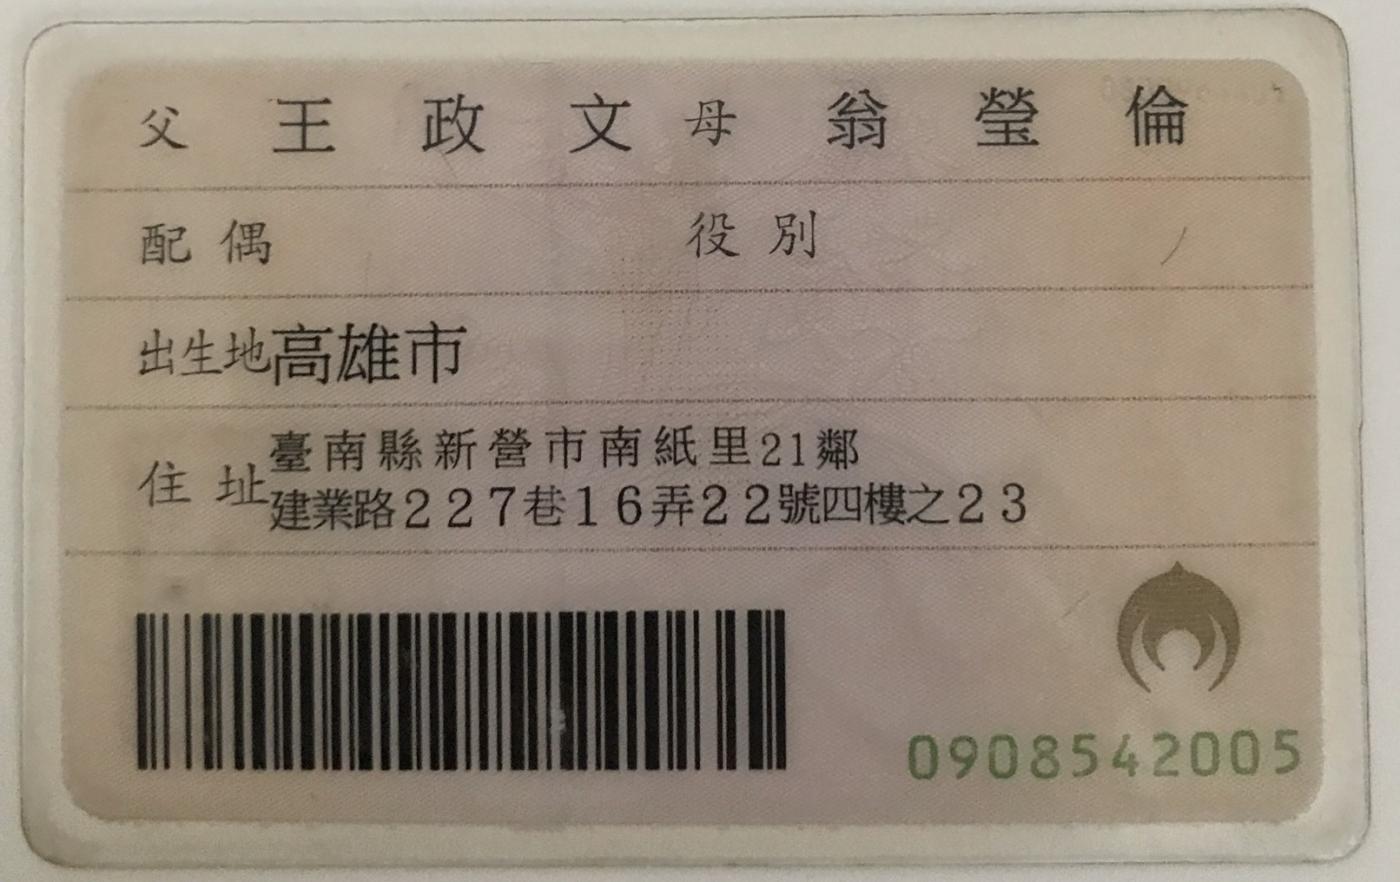 父 王政文 母 翁瑩倫
配偶 役別
出生地 高雄市
住址 臺南縣新營市南紙里21鄰
建業路227巷16弄22號四樓之23
0908542005